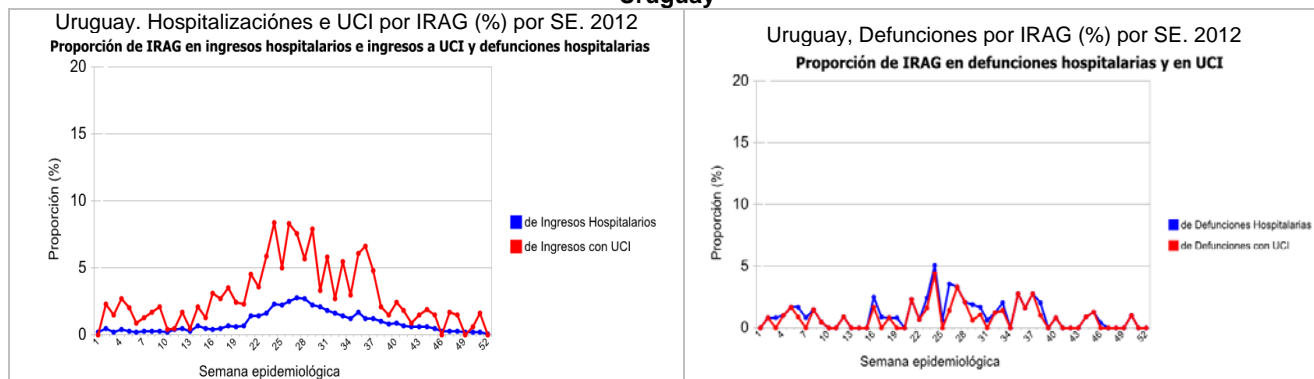 Uruguay
Uruguay. Hospitalizaciónes e UCI por IRAG (%) por SE. 2012
Proporción de IRAG en ingresos hospitalarios e ingresos a UCI y defunciones hospitalarias
20
15
10
5
0
Proporción (%)
1 4 7 10 13 16 19 22 25 28 31 34 37 40 43 46 49 52
Semana epidemiológica
de Ingresos Hospitalarios
de Ingresos con UCI
Uruguay, Defunciones por IRAG (%) por SE. 2012
Proporción de IRAG en defunciones hospitalarias y en UCI
20
15
10
5
0
Proporción (%)
1 4 7 10 13 16 19 22 25 28 31 34 37 40 43 46 49 52
Semana epidemiológica
de Defunciones Hospitalarias
de Defunciones con UCI